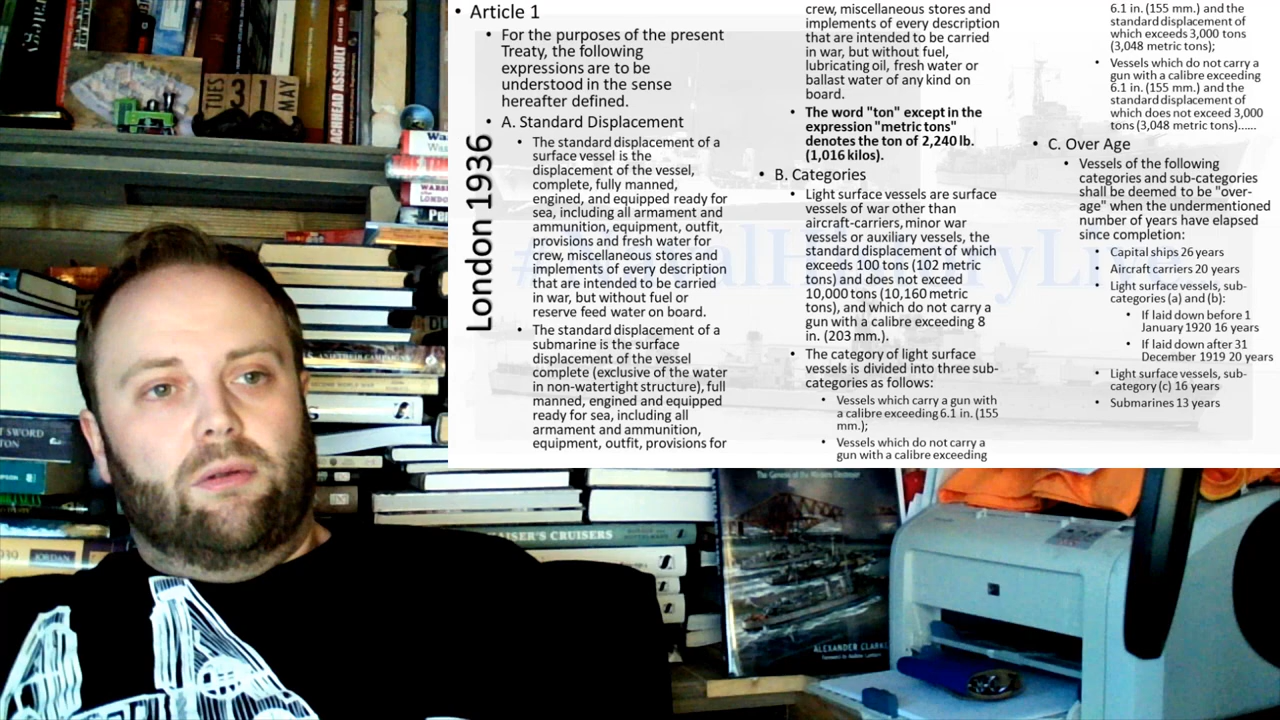 • Article 1
• For the purposes of the present
Treaty, the following
expressions are to be
understood in the sense
hereafter defined.
• A. Standard Displacement
• The standard displacement of a
surface vessel is the
displacement of the vessel,
complete, fully manned,
engined, and equipped ready for
sea, including all armament and
ammunition, equipment, outfit,
provisions and fresh water for
crew, miscellaneous stores and
implements of every description
that are intended to be carried
in war, but without fuel or
reserve feed water on board.
• The standard displacement of a
submarine is the surface
displacement of the vessel
complete (exclusive of the water
in non-watertight structure), full
manned, engined and equipped
ready for sea, including all
armament and ammunition,
equipment, outfit, provisions for
crew, miscellaneous stores and
implements of every description
that are intended to be carried
in war, but without fuel,
lubricating oil, fresh water or
ballast water of any kind on
board.
• The word "ton" except in the
expression "metric tons"
denotes the ton of 2,240 lb.
(1,016 kilos).
• B. Categories
• Light surface vessels are surface
vessels of war other than
aircraft-carriers, minor war
vessels or auxiliary vessels, the
standard displacement of which
exceeds 100 tons (102 metric
tons) and does not exceed
10,000 tons (10,160 metric
tons), and which do not carry a
gun with a calibre exceeding 8
in. (203 mm.).
• The category of light surface
vessels is divided into three sub-
categories as follows:
• Vessels which carry a gun with
a calibre exceeding 6.1 in. (155
mm.);
• Vessels which do not carry a
gun with a calibre exceeding
6.1 in. (155 mm.) and the
standard displacement of
which exceeds 3,000 tons
(3,048 metric tons);
• Vessels which do not carry a
gun with a calibre exceeding
6.1 in. (155 mm.) and the
standard displacement of
which does not exceed 3,000
tons (3,048 metric tons)......
• C. Over Age
• Vessels of the following
categories and sub-categories
shall be deemed to be "over-
age" when the undermentioned
number of years have elapsed
since completion:
• Capital ships 26 years
• Aircraft carriers 20 years
• Light surface vessels, sub-
categories (a) and (b):
• If laid down before 1
January 1920 16 years
• If laid down after 31
December 1919 20 years
• Light surface vessels, sub-
category (c) 16 years
• Submarines 13 years
London 1936
TUES 31 MAY
ACHHEAD ASSAULT
KAISER'S CRUISERS
SECOND WORLD WAR
T SWORD
JORDAN
ALEXANDER CLARKE